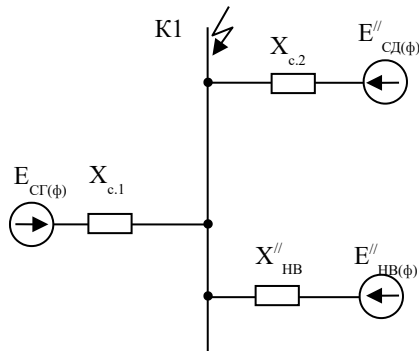 К1
X с.2
E// СД(ф)
E СГ(ф)
X с.1
X// НВ
E// НВ(ф)